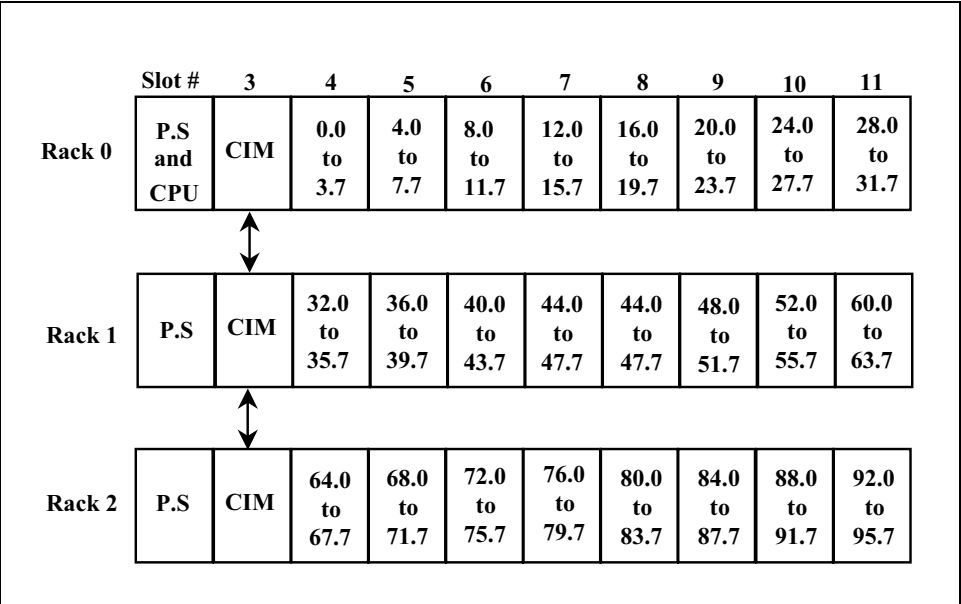 Slot # 3 4 5 6 7 8 9 10 11
Rack 0
P.S and CPU
CIM
0.0 to 3.7
4.0 to 7.7
8.0 to 11.7
12.0 to 15.7
16.0 to 19.7
20.0 to 23.7
24.0 to 27.7
28.0 to 31.7
Rack 1
P.S
CIM
32.0 to 35.7
36.0 to 39.7
40.0 to 43.7
44.0 to 47.7
44.0 to 47.7
48.0 to 51.7
52.0 to 55.7
60.0 to 63.7
Rack 2
P.S
CIM
64.0 to 67.7
68.0 to 71.7
72.0 to 75.7
76.0 to 79.7
80.0 to 83.7
84.0 to 87.7
88.0 to 91.7
92.0 to 95.7